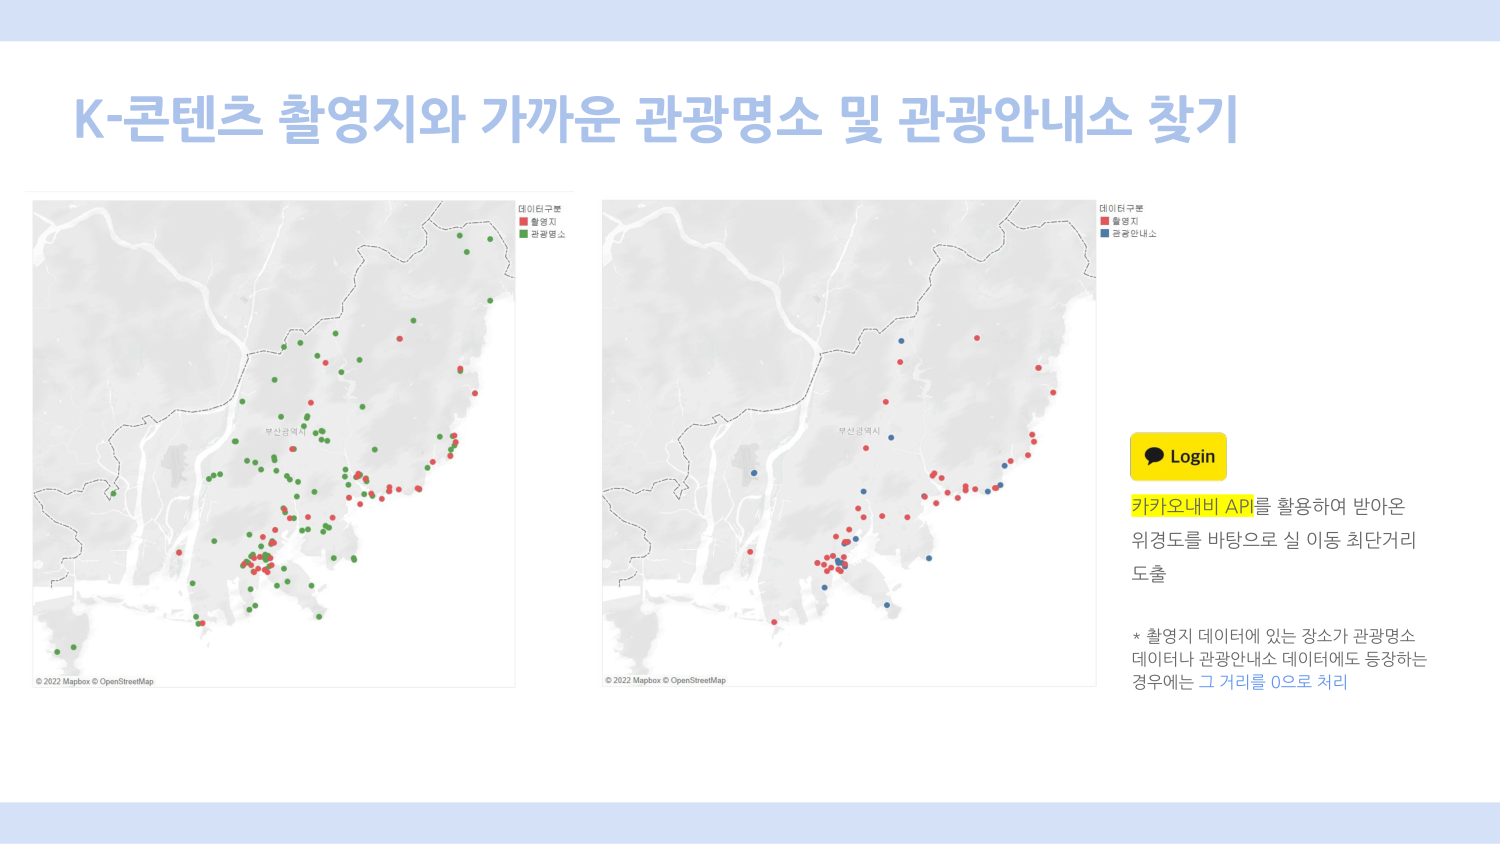 K-콘텐츠 촬영지와 가까운 관광명소 및 관광안내소 찾기
데이터구분
촬영지
관광명소
부산광역시
© 2022 Mapbox © OpenStreetMap
데이터구분
촬영지
관광안내소
부산광역시
© 2022 Mapbox © OpenStreetMap
Login
카카오내비 API를 활용하여 받아온
위경도를 바탕으로 실 이동 최단거리
도출
* 촬영지 데이터에 있는 장소가 관광명소
데이터나 관광안내소 데이터에도 등장하는
경우에는 그 거리를 0으로 처리